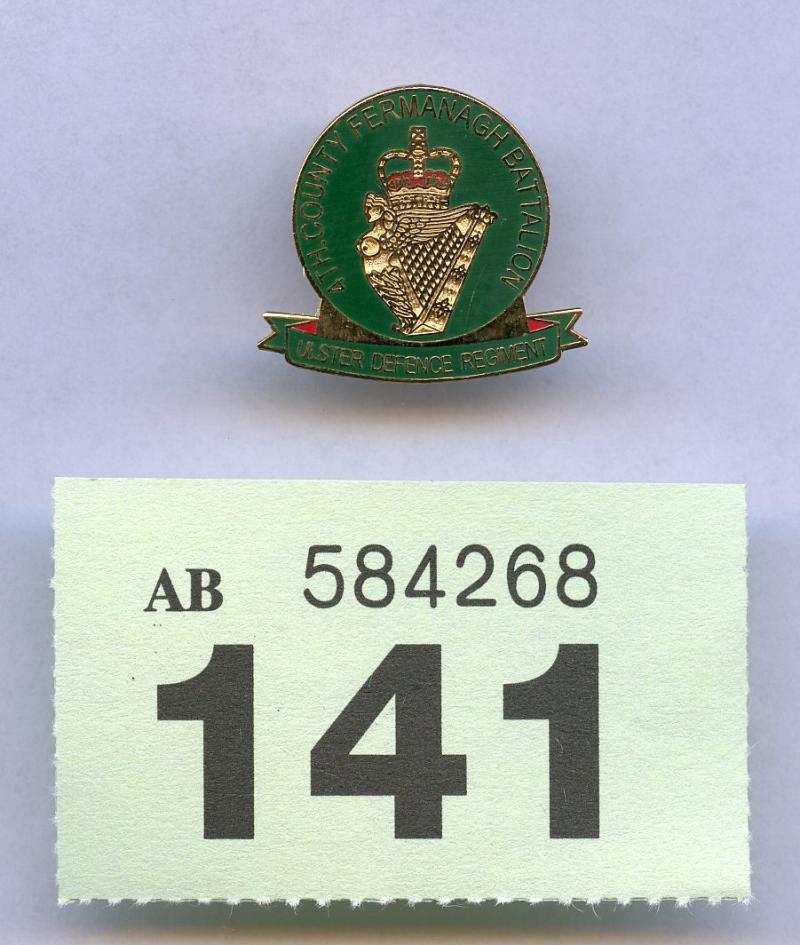 4TH. COUNTY FERMANAGH BATTALION
ULSTER DEFENCE REGIMENT
AB 584268
141